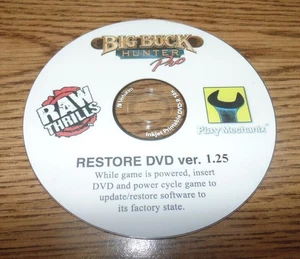 BIG BUCK
HUNTER
Pro
RAW
THRILLS
Play Mechanix
RESTORE DVD ver. 1.25
While game is powered, insert
DVD and power cycle game to
update/restore software to
its factory state.